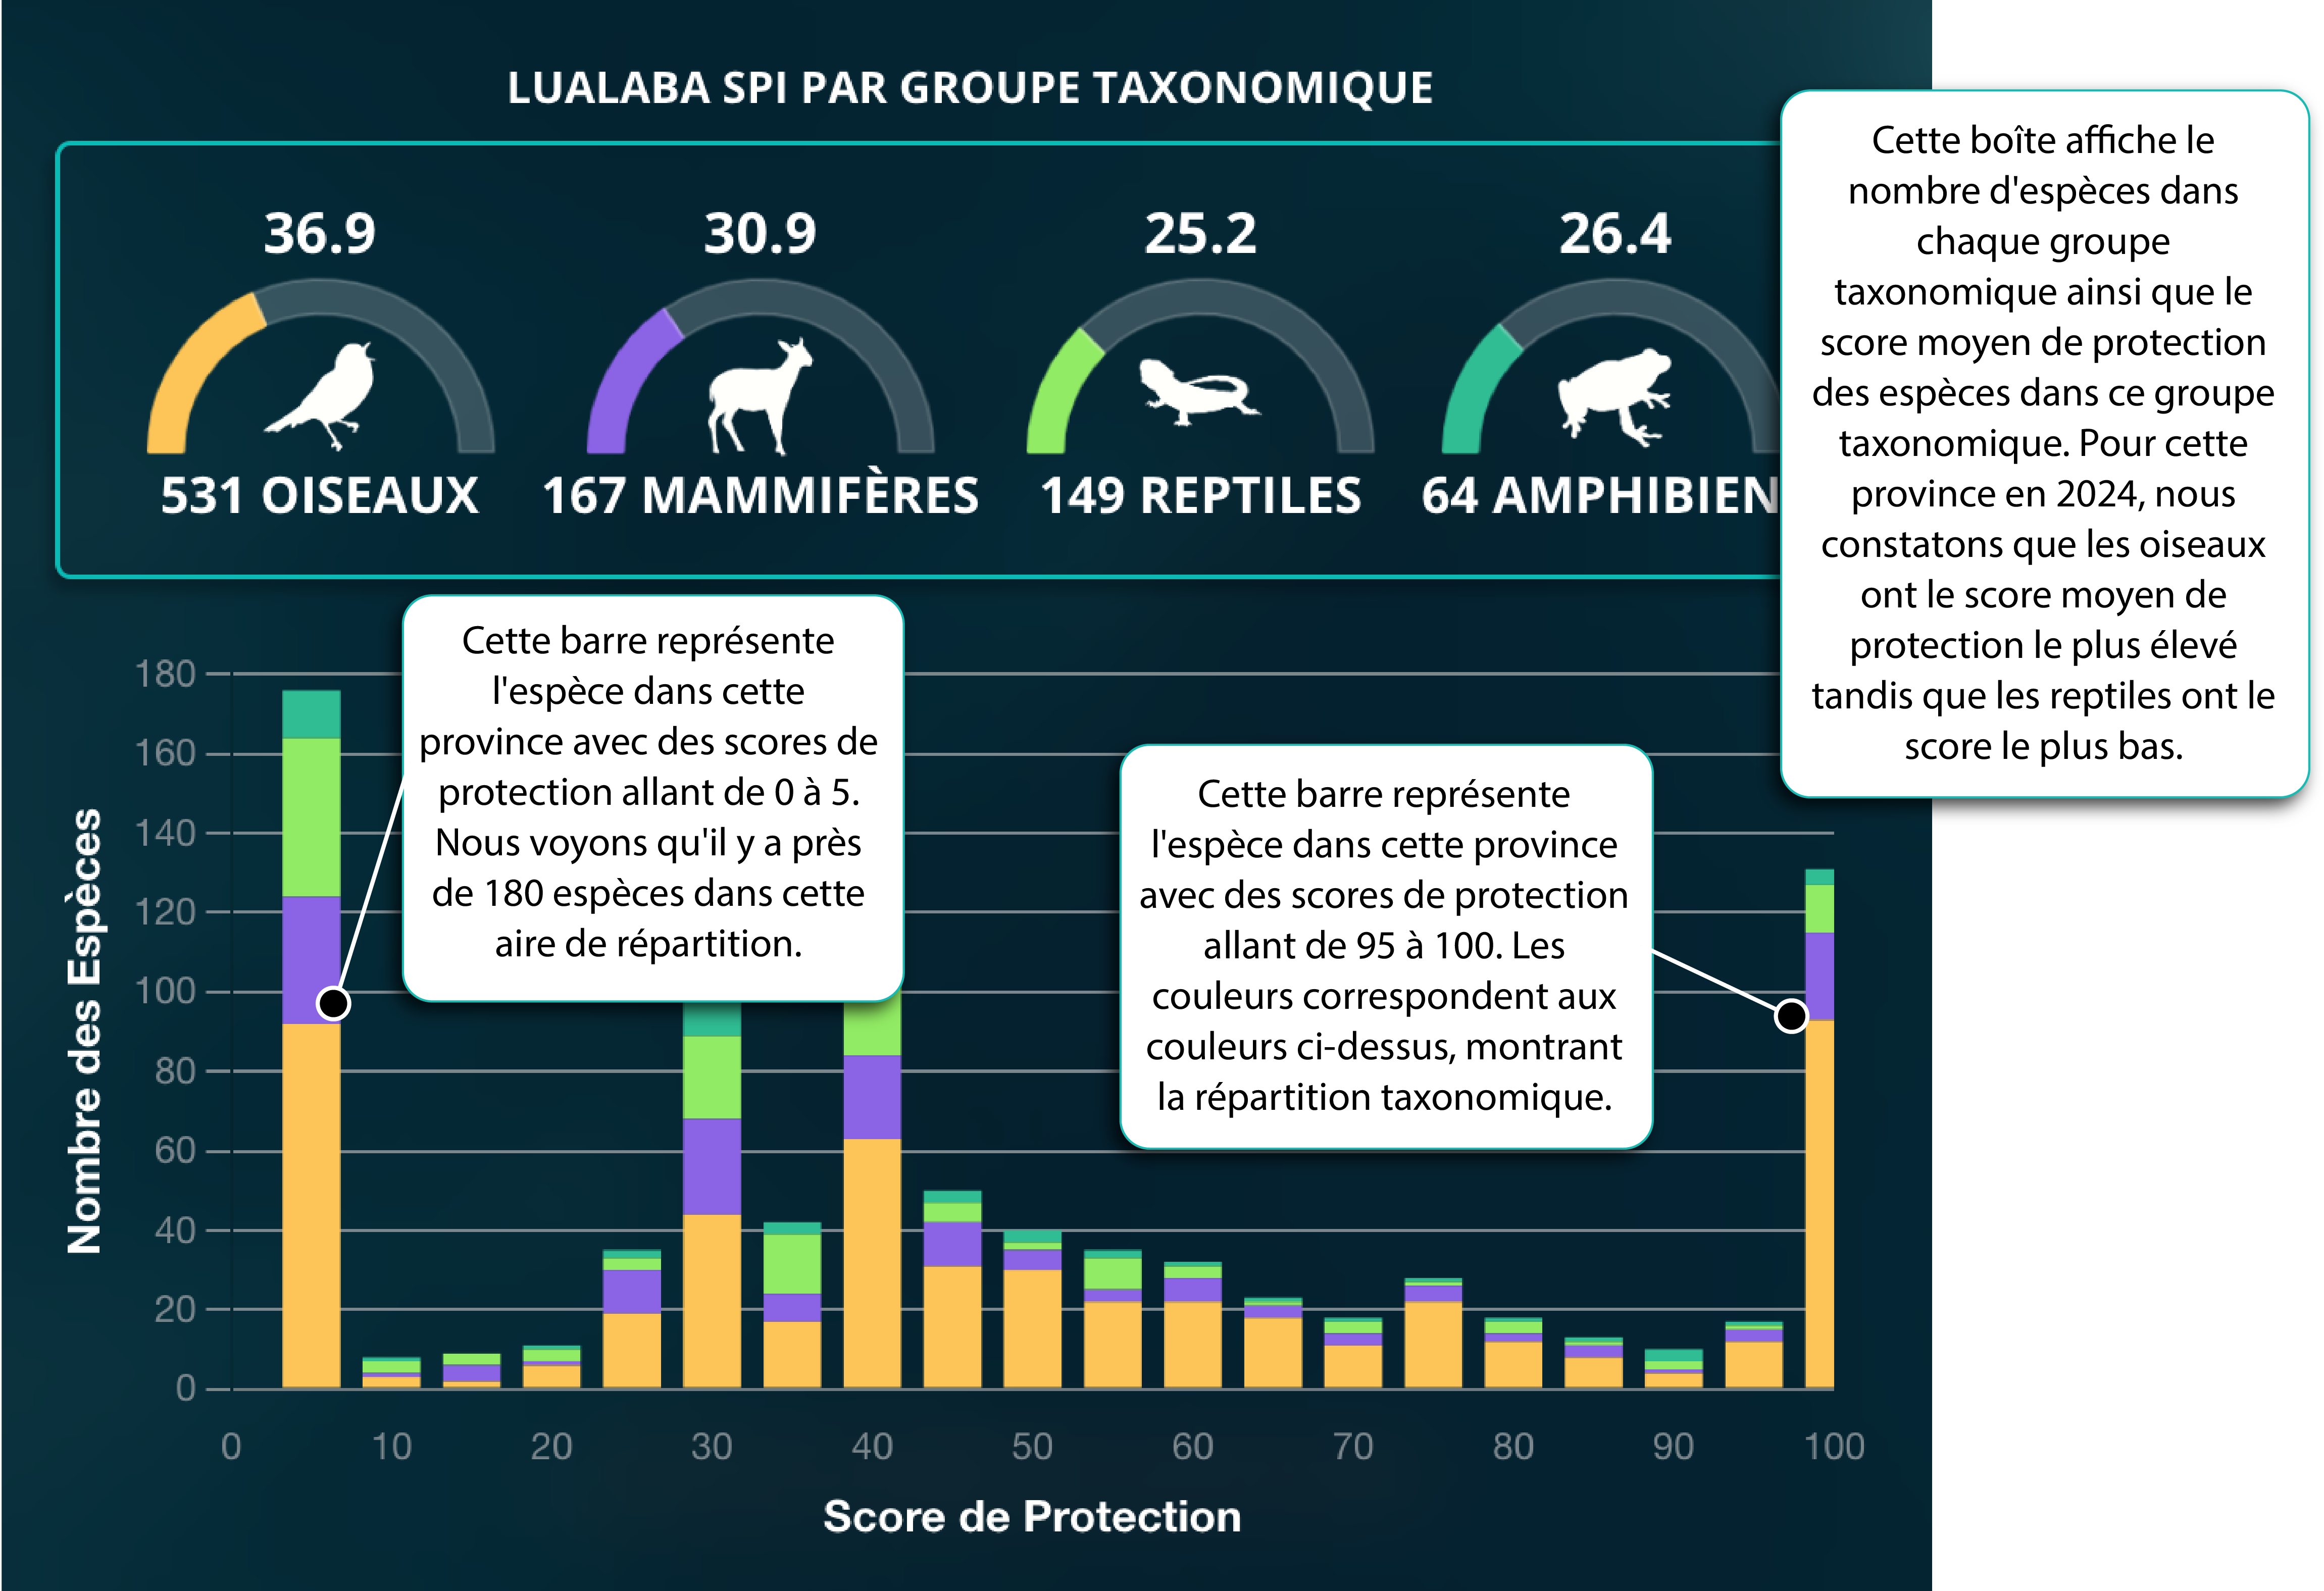 LUALABA SPI PAR GROUPE TAXONOMIQUE
36.9
30.9
25.2
26.4
531 OISEAUX
167 MAMMIFÈRES
149 REPTILES
64 AMPHIBIEN
Cette boîte affiche le
nombre d'espèces dans
chaque groupe
taxonomique ainsi que le
score moyen de protection
des espèces dans ce groupe
taxonomique. Pour cette
province en 2024, nous
constatons que les oiseaux
ont le score moyen de
protection le plus élevé
tandis que les reptiles ont le
score le plus bas.
Cette barre représente
l'espèce dans cette
province avec des scores de
protection allant de 0 à 5.
Nous voyons qu'il y a près
de 180 espèces dans cette
aire de répartition.
Cette barre représente
l'espèce dans cette province
avec des scores de protection
allant de 95 à 100. Les
couleurs correspondent aux
couleurs ci-dessus, montrant
la répartition taxonomique.
Nombre des Espèces
180
160
140
120
100
80
60
40
20
0
0 10 20 30 40 50 60 70 80 90 100
Score de Protection